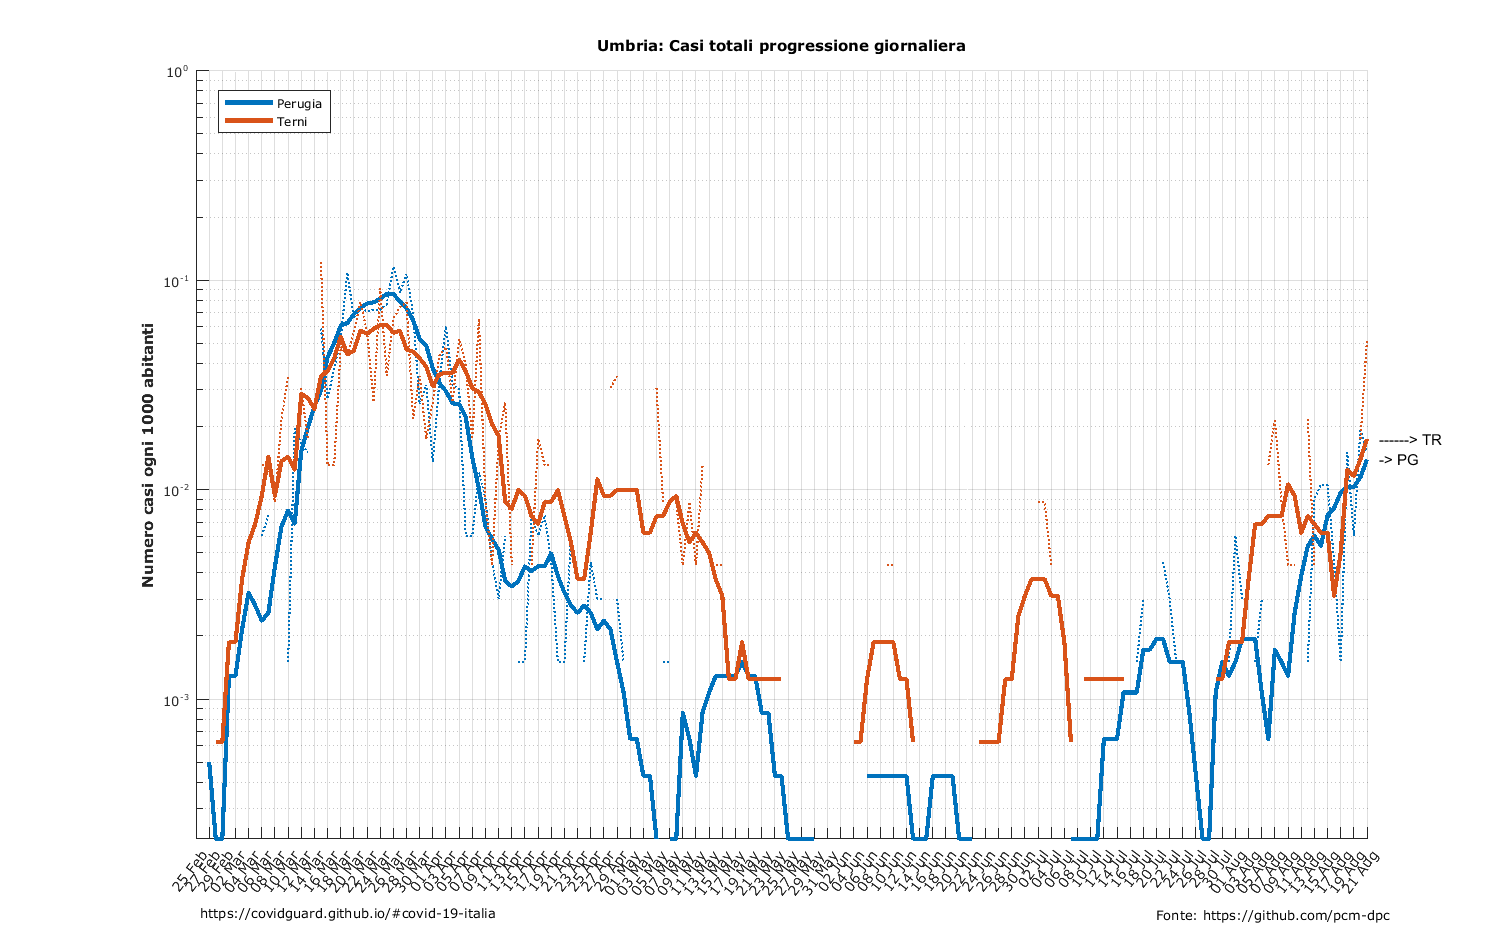 Umbria: Casi totali progressione giornaliera
10⁰
10⁻¹
10⁻²
10⁻³
Numero casi ogni 1000 abitanti
Perugia
Terni
------> TR
-> PG
25 Feb
27 Feb
29 Feb
02 Mar
04 Mar
06 Mar
08 Mar
10 Mar
12 Mar
14 Mar
16 Mar
18 Mar
20 Mar
22 Mar
24 Mar
26 Mar
28 Mar
30 Mar
01 Apr
03 Apr
05 Apr
07 Apr
09 Apr
11 Apr
13 Apr
15 Apr
17 Apr
19 Apr
21 Apr
23 Apr
25 Apr
27 Apr
29 Apr
01 May
03 May
05 May
07 May
09 May
11 May
13 May
15 May
17 May
19 May
21 May
23 May
25 May
27 May
29 May
31 May
02 Jun
04 Jun
06 Jun
08 Jun
10 Jun
12 Jun
14 Jun
16 Jun
18 Jun
20 Jun
22 Jun
24 Jun
26 Jun
28 Jun
30 Jun
02 Jul
04 Jul
06 Jul
08 Jul
10 Jul
12 Jul
14 Jul
16 Jul
18 Jul
20 Jul
22 Jul
24 Jul
26 Jul
28 Jul
30 Jul
01 Aug
03 Aug
05 Aug
07 Aug
09 Aug
11 Aug
13 Aug
15 Aug
17 Aug
19 Aug
21 Aug
https://covidguard.github.io/#covid-19-italia
Fonte: https://github.com/pcm-dpc